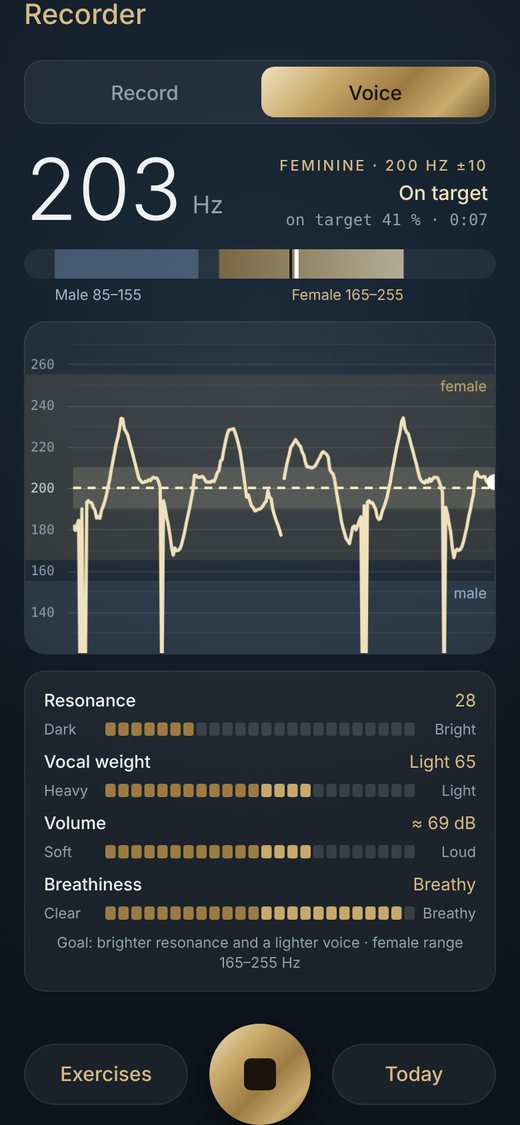 Recorder
Record
Voice
203 Hz
FEMININE · 200 HZ ±10
On target
on target 41 % · 0:07
Male 85–155
Female 165–255
260
female
240
220
200
180
160
male
140
Resonance
28
Dark
Bright
Vocal weight
Light 65
Heavy
Light
Volume
≈ 69 dB
Soft
Loud
Breathiness
Breathy
Clear
Breathy
Goal: brighter resonance and a lighter voice · female range
165–255 Hz
Exercises
Today